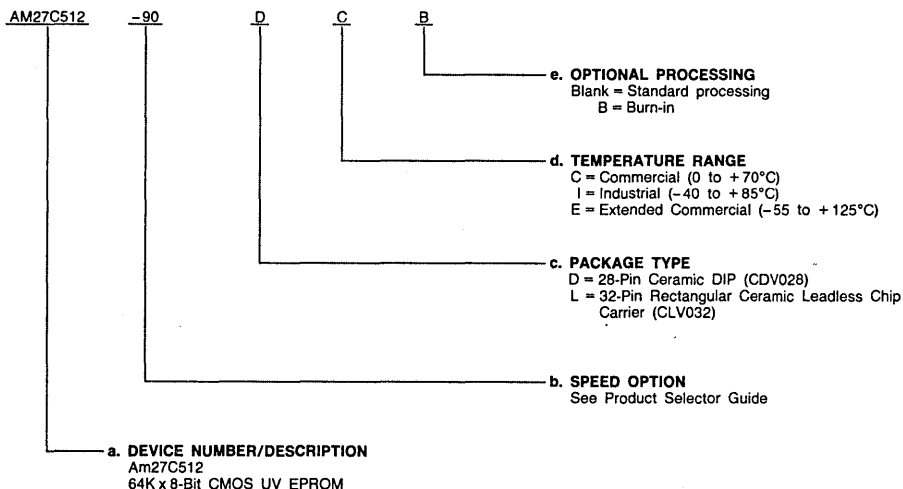 AM27C512 -90 D C B
e. OPTIONAL PROCESSING
Blank = Standard processing
B = Burn-in
d. TEMPERATURE RANGE
C = Commercial (0 to +70°C)
I = Industrial (-40 to +85°C)
E = Extended Commercial (-55 to +125°C)
c. PACKAGE TYPE
D = 28-Pin Ceramic DIP (CDV028)
L = 32-Pin Rectangular Ceramic Leadless Chip
Carrier (CLV032)
b. SPEED OPTION
See Product Selector Guide
a. DEVICE NUMBER/DESCRIPTION
Am27C512
64K x 8-Bit CMOS UV EPROM